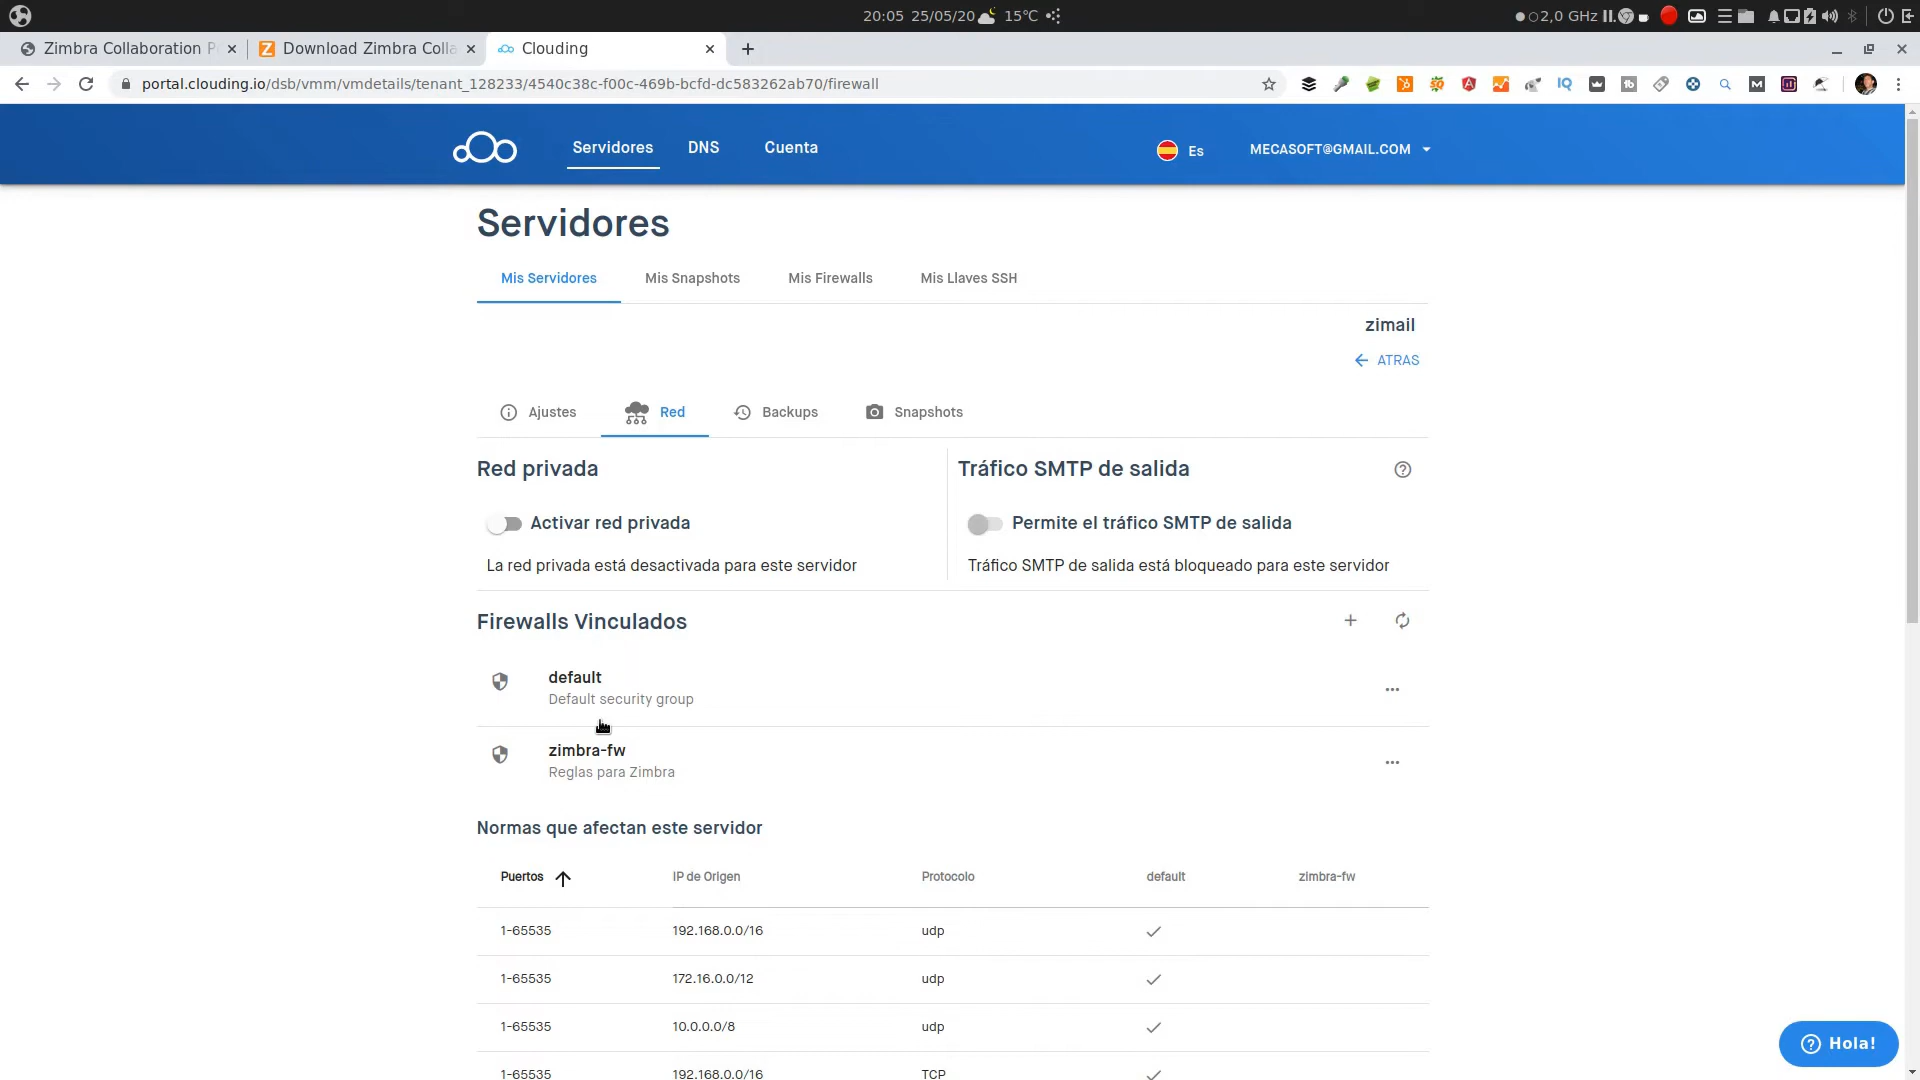 20:05 25/05/20 15°C
2,0 GHz
Zimbra Collaboration P
Download Zimbra Colla
Clouding
portal.clouding.io/dsb/vmm/vmdetails/tenant_128233/4540c38c-f00c-469b-bcfd-dc583262ab70/firewall
Servidores
DNS
Cuenta
Es
MECASOFT@GMAIL.COM
Servidores
Mis Servidores
Mis Snapshots
Mis Firewalls
Mis Llaves SSH
zimail
ATRAS
Ajustes
Red
Backups
Snapshots
Red privada
Tráfico SMTP de salida
Activar red privada
Permite el tráfico SMTP de salida
La red privada está desactivada para este servidor
Tráfico SMTP de salida está bloqueado para este servidor
Firewalls Vinculados
default
Default security group
zimbra-fw
Reglas para Zimbra
Normas que afectan este servidor
Puertos IP de Origen Protocolo default zimbra-fw
1-65535 192.168.0.0/16 udp
1-65535 172.16.0.0/12 udp
1-65535 10.0.0.0/8 udp
1-65535 192.168.0.0/16 TCP
Hola!